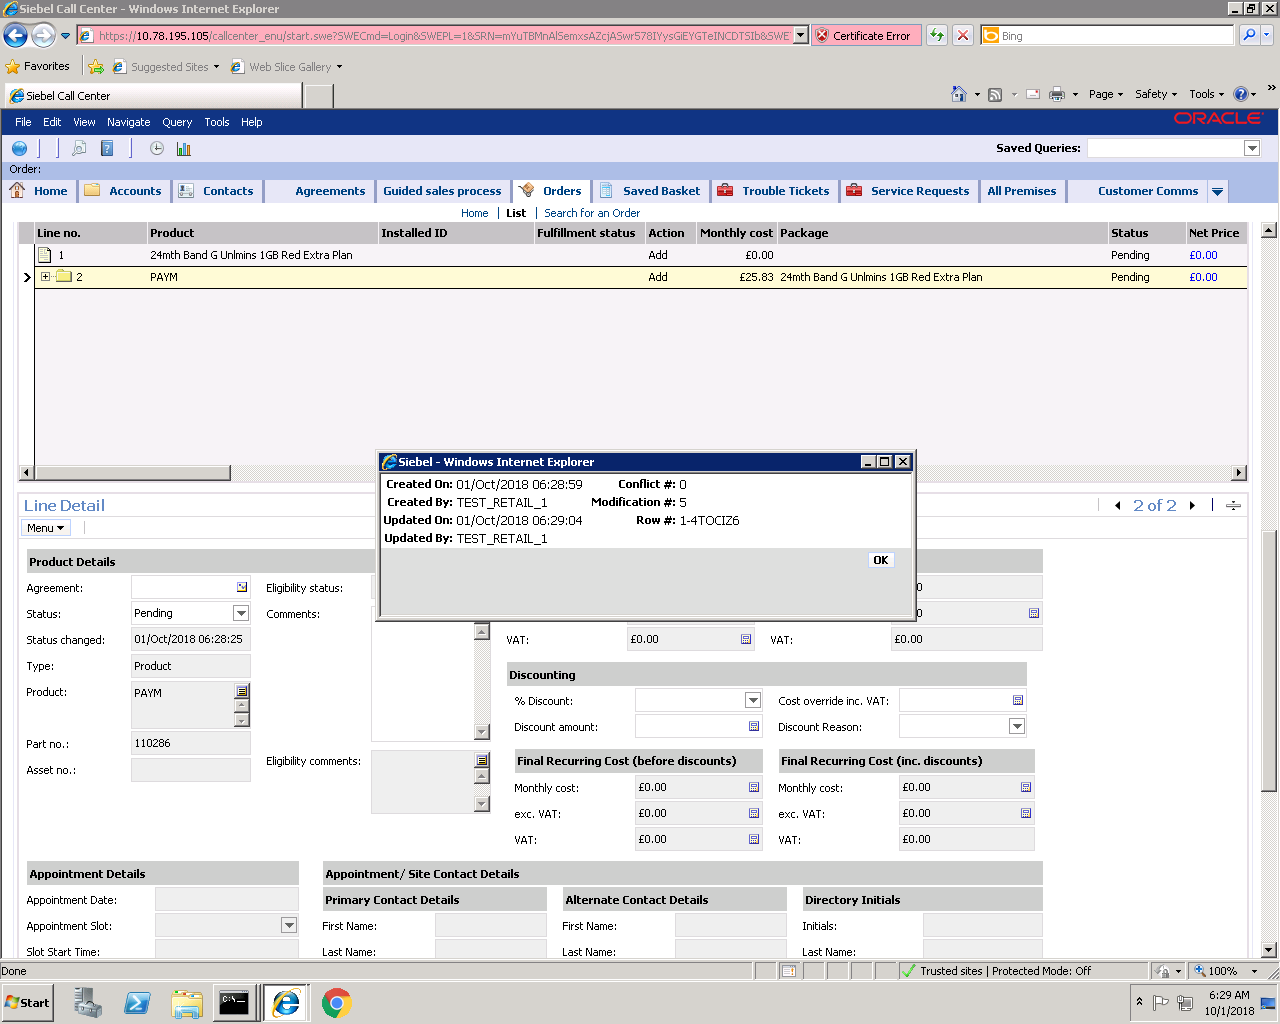 Siebel Call Center - Windows Internet Explorer
https://10.78.195.105/callcenter_enu/start.swe?SWECmd=Login&SWEPL=1&SRN=mYuTBMnAlSemxsAZcjASwr578IYysGiEYGTeINCDTSIb&SWE
Certificate Error
Bing
Favorites
Suggested Sites
Web Slice Gallery
Siebel Call Center
Page
Safety
Tools
»
File Edit View Navigate Query Tools Help
ORACLE
Saved Queries:
Order:
Home Accounts Contacts Agreements Guided sales process Orders Saved Basket Trouble Tickets Service Requests All Premises Customer Comms
Home | List | Search for an Order
Line no. Product Installed ID Fulfillment status Action Monthly cost Package Status Net Price
1 24mth Band G Unlmins 1GB Red Extra Plan Add £0.00 Pending £0.00
2 PAYM Add £25.83 24mth Band G Unlmins 1GB Red Extra Plan Pending £0.00
Siebel - Windows Internet Explorer
Created On: 01/Oct/2018 06:28:59 Conflict #: 0
Created By: TEST_RETAIL_1 Modification #: 5
Updated On: 01/Oct/2018 06:29:04 Row #: 1-4TOCIZ6
Updated By: TEST_RETAIL_1
OK
Line Detail
2 of 2
Menu
Product Details
Agreement:
Status: Pending
Status changed: 01/Oct/2018 06:28:25
Type: Product
Product: PAYM
Part no.: 110286
Asset no.:
Eligibility status:
Comments:
Eligibility comments:
0
0
VAT: £0.00 VAT: £0.00
Discounting
% Discount: Cost override inc. VAT:
Discount amount: Discount Reason:
Final Recurring Cost (before discounts) Final Recurring Cost (inc. discounts)
Monthly cost: £0.00 Monthly cost: £0.00
exc. VAT: £0.00 exc. VAT: £0.00
VAT: £0.00 VAT: £0.00
Appointment Details
Appointment Date:
Appointment Slot:
Slot Start Time:
Appointment/ Site Contact Details
Primary Contact Details Alternate Contact Details Directory Initials
First Name: First Name: Initials:
Last Name: Last Name: Last Name:
Done
Trusted sites | Protected Mode: Off
100%
Start
C:\.
6:29 AM
10/1/2018